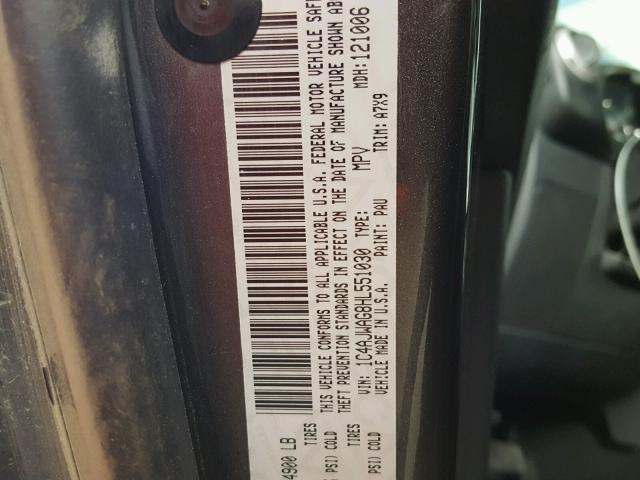 4900 LB
TIRES
PSI) COLD
THIS VEHICLE CONFORMS TO ALL APPLICABLE U.S.A. FEDERAL MOTOR VEHICLE
THEFT PREVENTION STANDARDS IN EFFECT ON THE DATE OF MANUFACTURE SHOWN
TIRES
PSI) COLD
VIN: 1C4AJWAG8HL551030 TYPE: MPV MDH:121006
VEHICLE MADE IN U.S.A. PAINT: PAU TRIM: A7X9